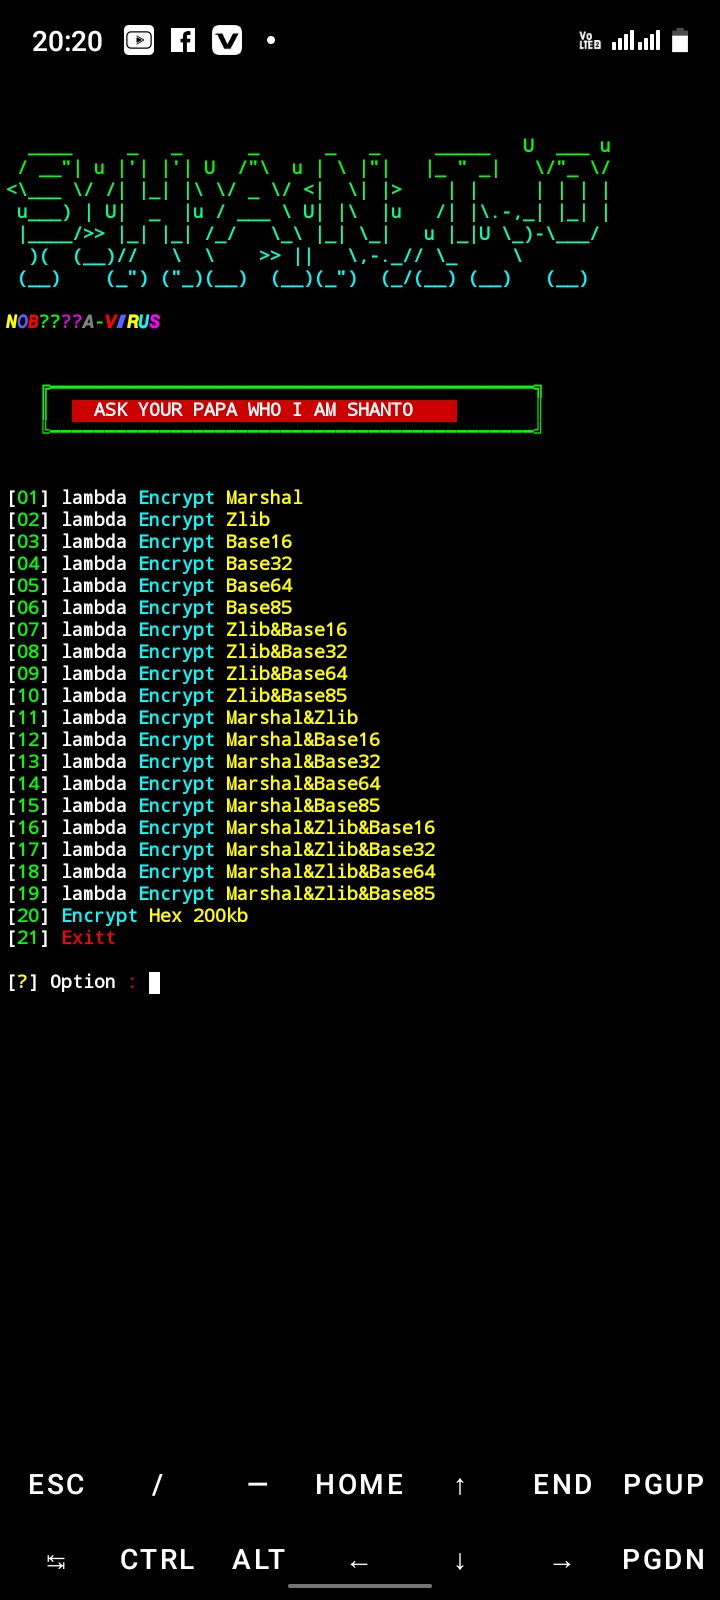 20:20
Vo LTE2
NOB????A-VIRUS
ASK YOUR PAPA WHO I AM SHANTO
[01] lambda Encrypt Marshal
[02] lambda Encrypt Zlib
[03] lambda Encrypt Base16
[04] lambda Encrypt Base32
[05] lambda Encrypt Base64
[06] lambda Encrypt Base85
[07] lambda Encrypt Zlib&Base16
[08] lambda Encrypt Zlib&Base32
[09] lambda Encrypt Zlib&Base64
[10] lambda Encrypt Zlib&Base85
[11] lambda Encrypt Marshal&Zlib
[12] lambda Encrypt Marshal&Base16
[13] lambda Encrypt Marshal&Base32
[14] lambda Encrypt Marshal&Base64
[15] lambda Encrypt Marshal&Base85
[16] lambda Encrypt Marshal&Zlib&Base16
[17] lambda Encrypt Marshal&Zlib&Base32
[18] lambda Encrypt Marshal&Zlib&Base64
[19] lambda Encrypt Marshal&Zlib&Base85
[20] Encrypt Hex 200kb
[21] Exitt
[?] Option :
ESC / — HOME ↑ END PGUP
↹ CTRL ALT ← ↓ → PGDN